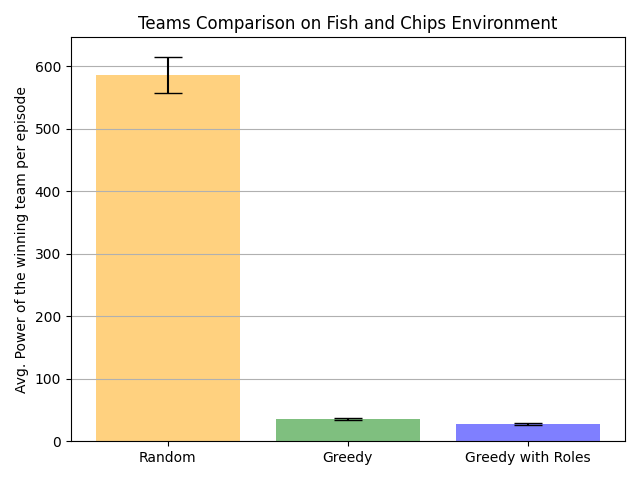 Teams Comparison on Fish and Chips Environment
Avg. Power of the winning team per episode
600
500
400
300
200
100
0
Random
Greedy
Greedy with Roles